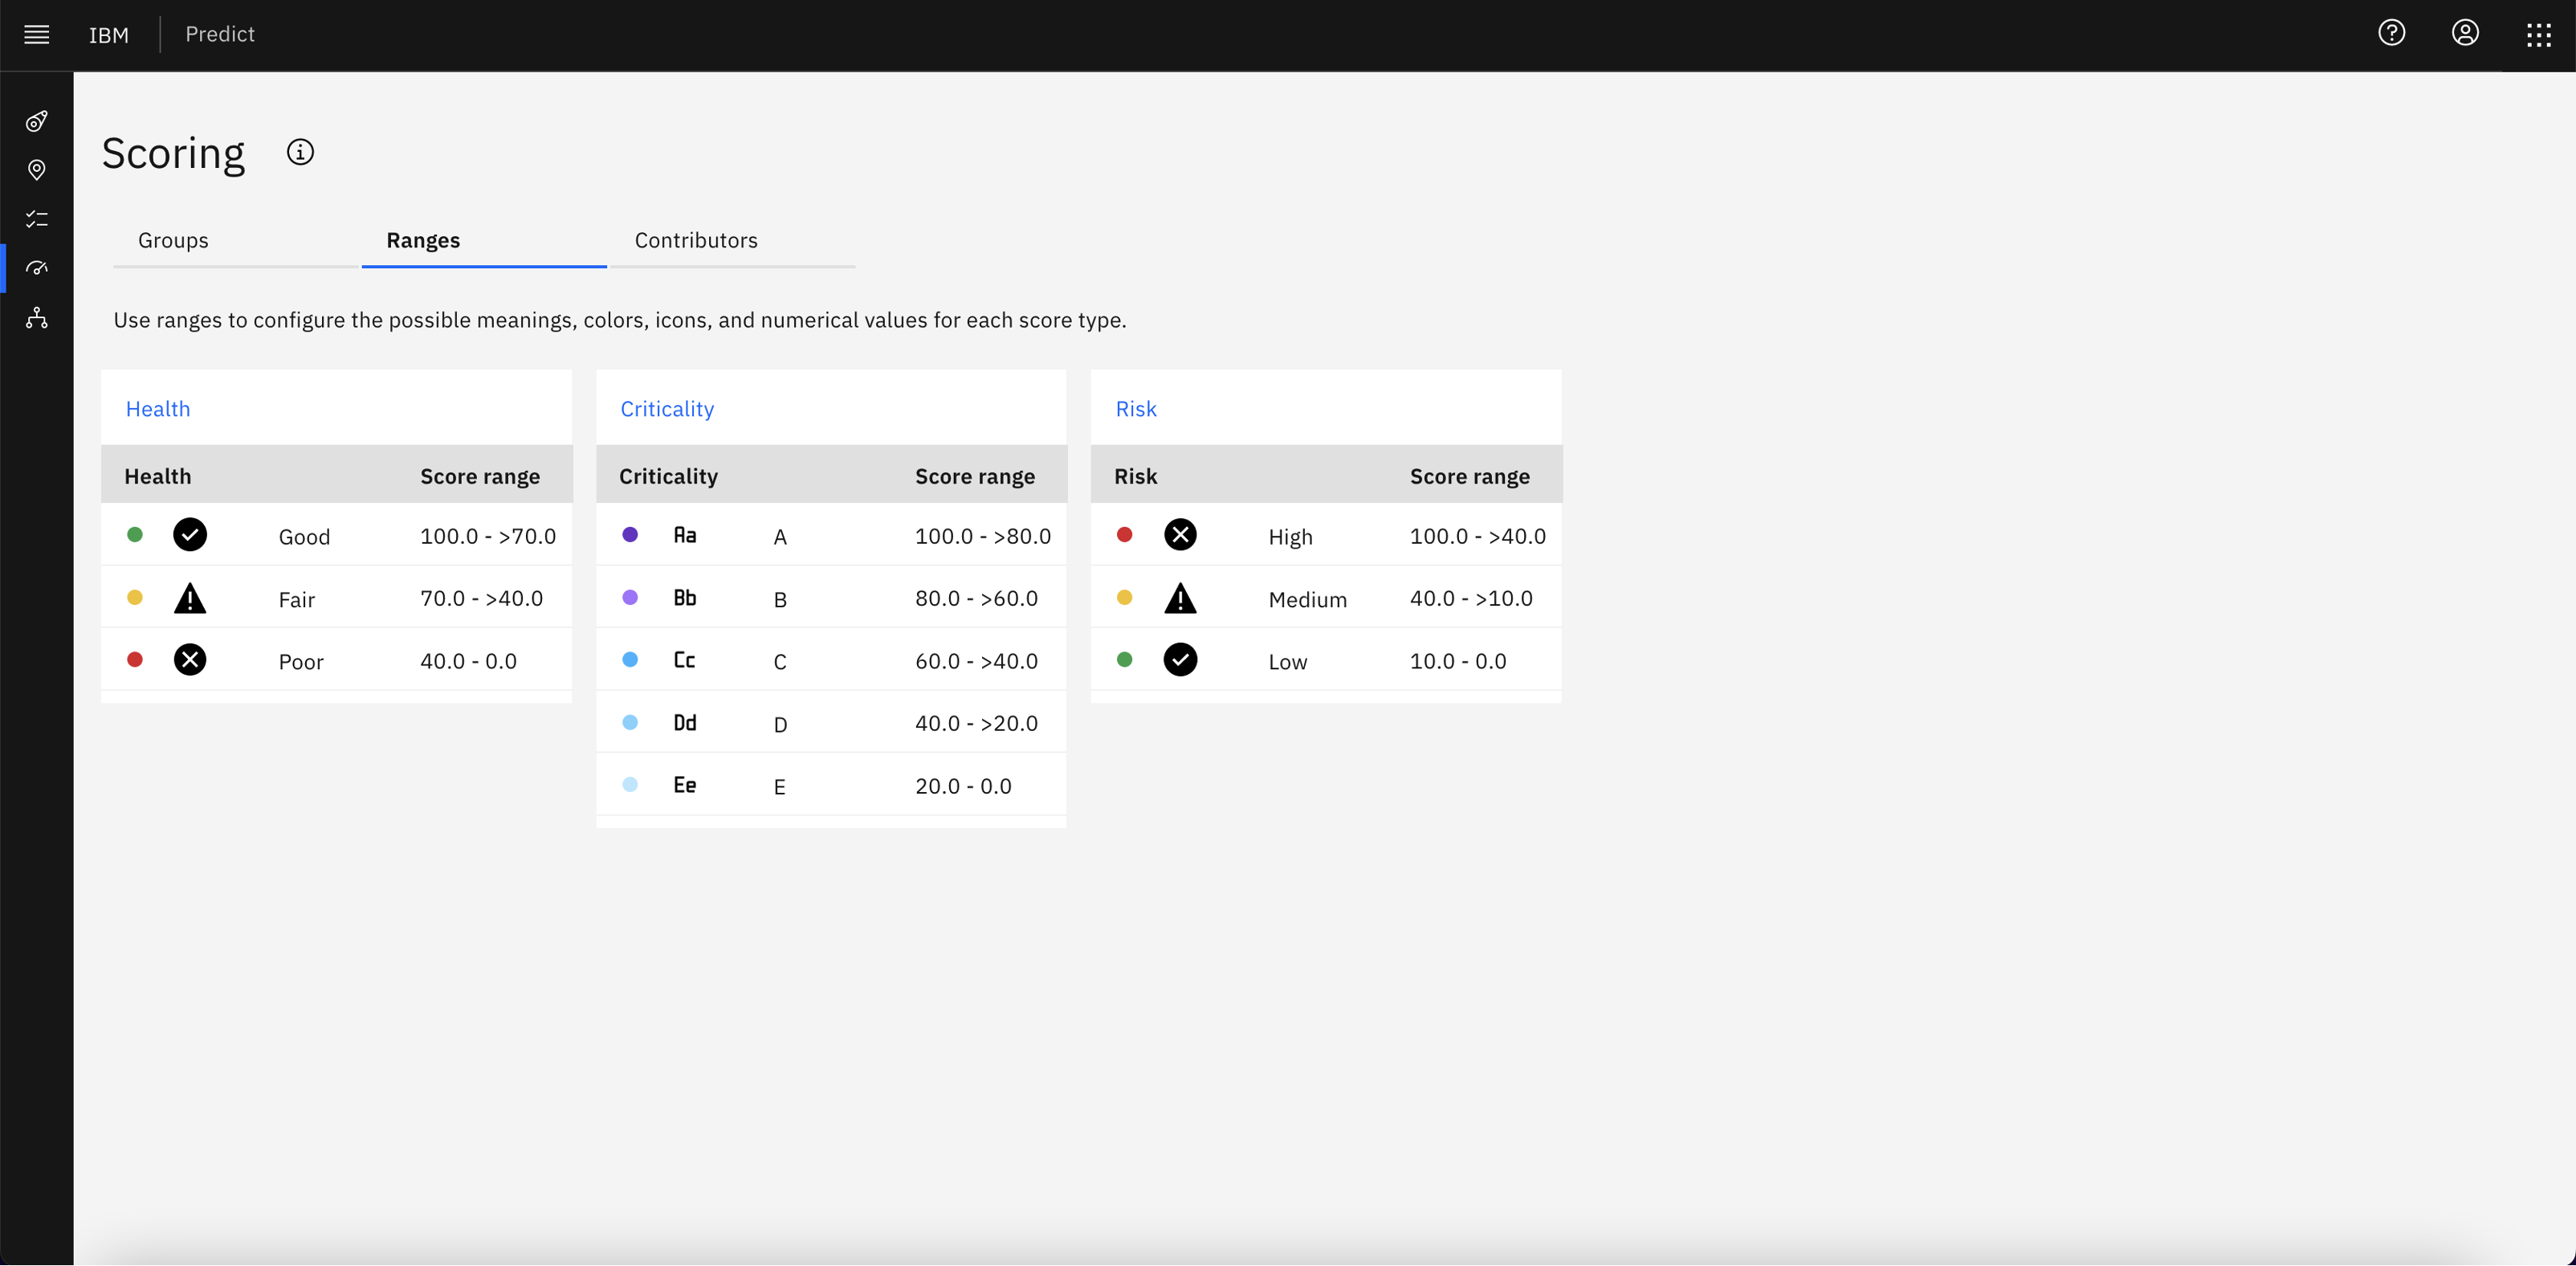 IBM Predict
Scoring
Groups Ranges Contributors
Use ranges to configure the possible meanings, colors, icons, and numerical values for each score type.
Health
Health Score range
Good 100.0 - >70.0
Fair 70.0 - >40.0
Poor 40.0 - 0.0
Criticality
Criticality Score range
Aa A 100.0 - >80.0
Bb B 80.0 - >60.0
Cc C 60.0 - >40.0
Dd D 40.0 - >20.0
Ee E 20.0 - 0.0
Risk
Risk Score range
High 100.0 - >40.0
Medium 40.0 - >10.0
Low 10.0 - 0.0